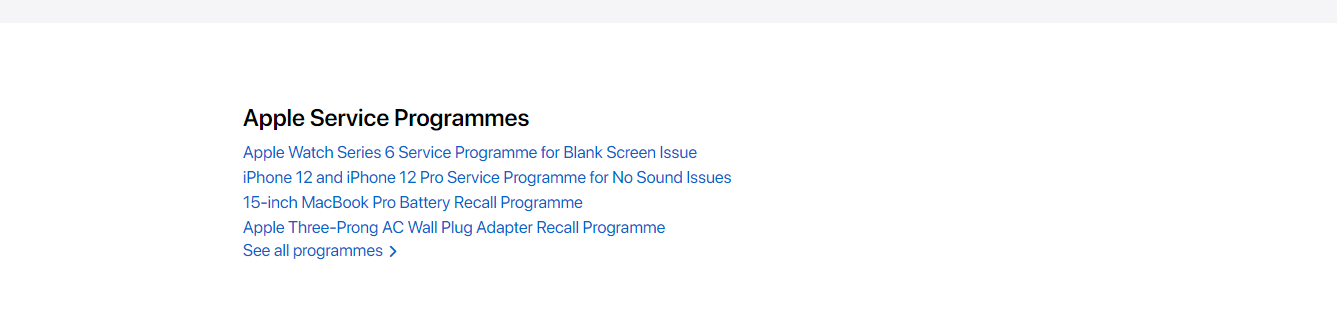 Apple Service Programmes
Apple Watch Series 6 Service Programme for Blank Screen Issue
iPhone 12 and iPhone 12 Pro Service Programme for No Sound Issues
15-inch MacBook Pro Battery Recall Programme
Apple Three-Prong AC Wall Plug Adapter Recall Programme
See all programmes